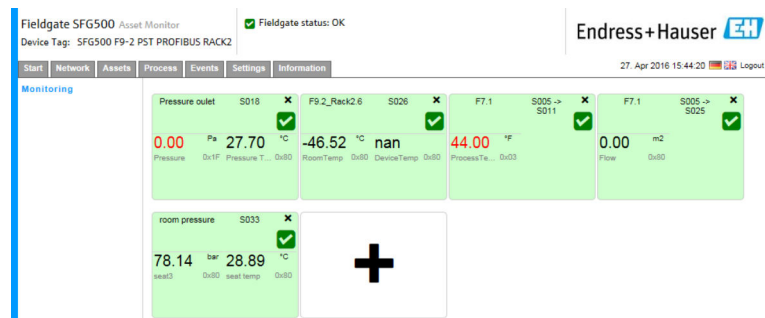 Fieldgate SFG500 Asset Monitor
Device Tag: SFG500 F9-2 PST PROFIBUS RACK2
Fieldgate status: OK
Endress+Hauser EH
Start Network Assets Process Events Settings Information
27. Apr 2016 15:44:20 Logout
Monitoring
Pressure oulet S018
0.00 Pa 27.70 °C
Pressure 0x1F Pressure T... 0x80
F9.2_Rack2.6 S026
-46.52 °C nan
RoomTemp 0x80 DeviceTemp 0x80
F7.1 S005 ->
S011
44.00 °F
ProcessTe... 0x03
F7.1 S005 ->
S025
0.00 m2
Flow 0x80
room pressure S033
78.14 bar 28.89 °C
seat3 0x80 seat temp 0x80